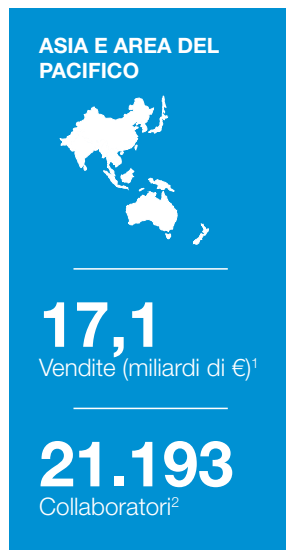 ASIA E AREA DEL
PACIFICO
17,1
Vendite (miliardi di €)¹
21.193
Collaboratori²